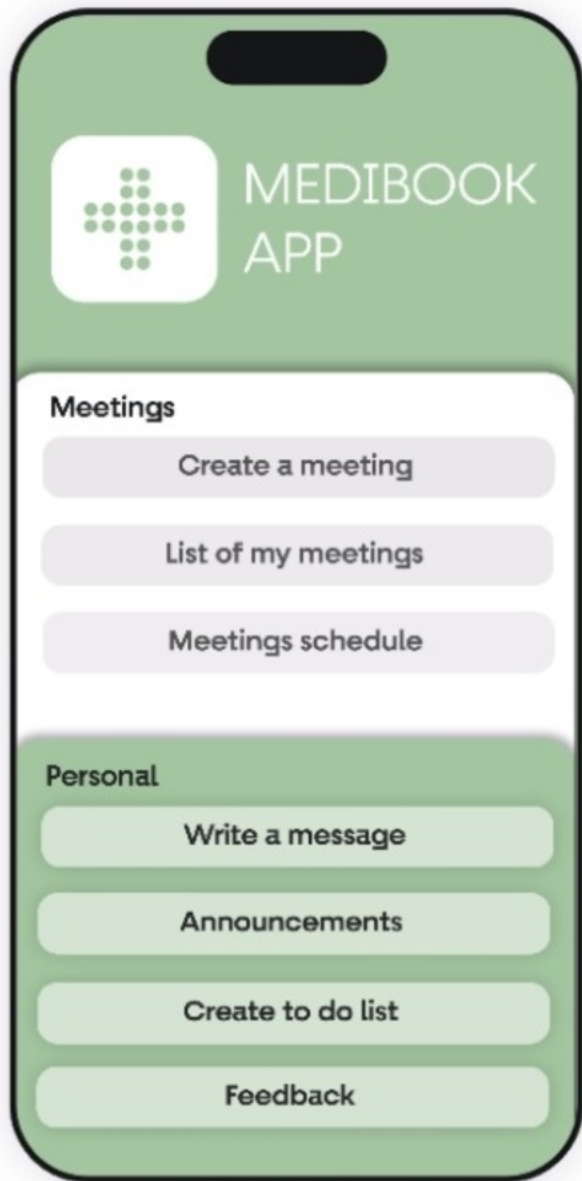 MEDIBOOK
APP
Meetings
Create a meeting
List of my meetings
Meetings schedule
Personal
Write a message
Announcements
Create to do list
Feedback